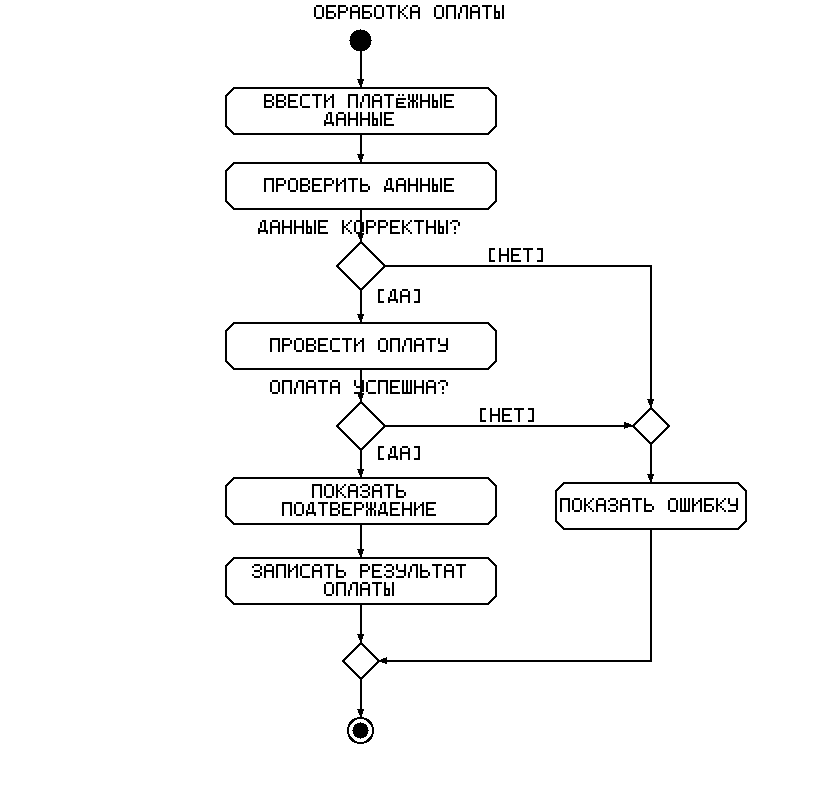 ОБРАБОТКА ОПЛАТЫ
ВВЕСТИ ПЛАТЁЖНЫЕ
ДАННЫЕ
ПРОВЕРИТЬ ДАННЫЕ
ДАННЫЕ КОРРЕКТНЫ?
[НЕТ]
[ДА]
ПРОВЕСТИ ОПЛАТУ
ОПЛАТА УСПЕШНА?
[НЕТ]
[ДА]
ПОКАЗАТЬ
ПОДТВЕРЖДЕНИЕ
ПОКАЗАТЬ ОШИБКУ
ЗАПИСАТЬ РЕЗУЛЬТАТ
ОПЛАТЫ